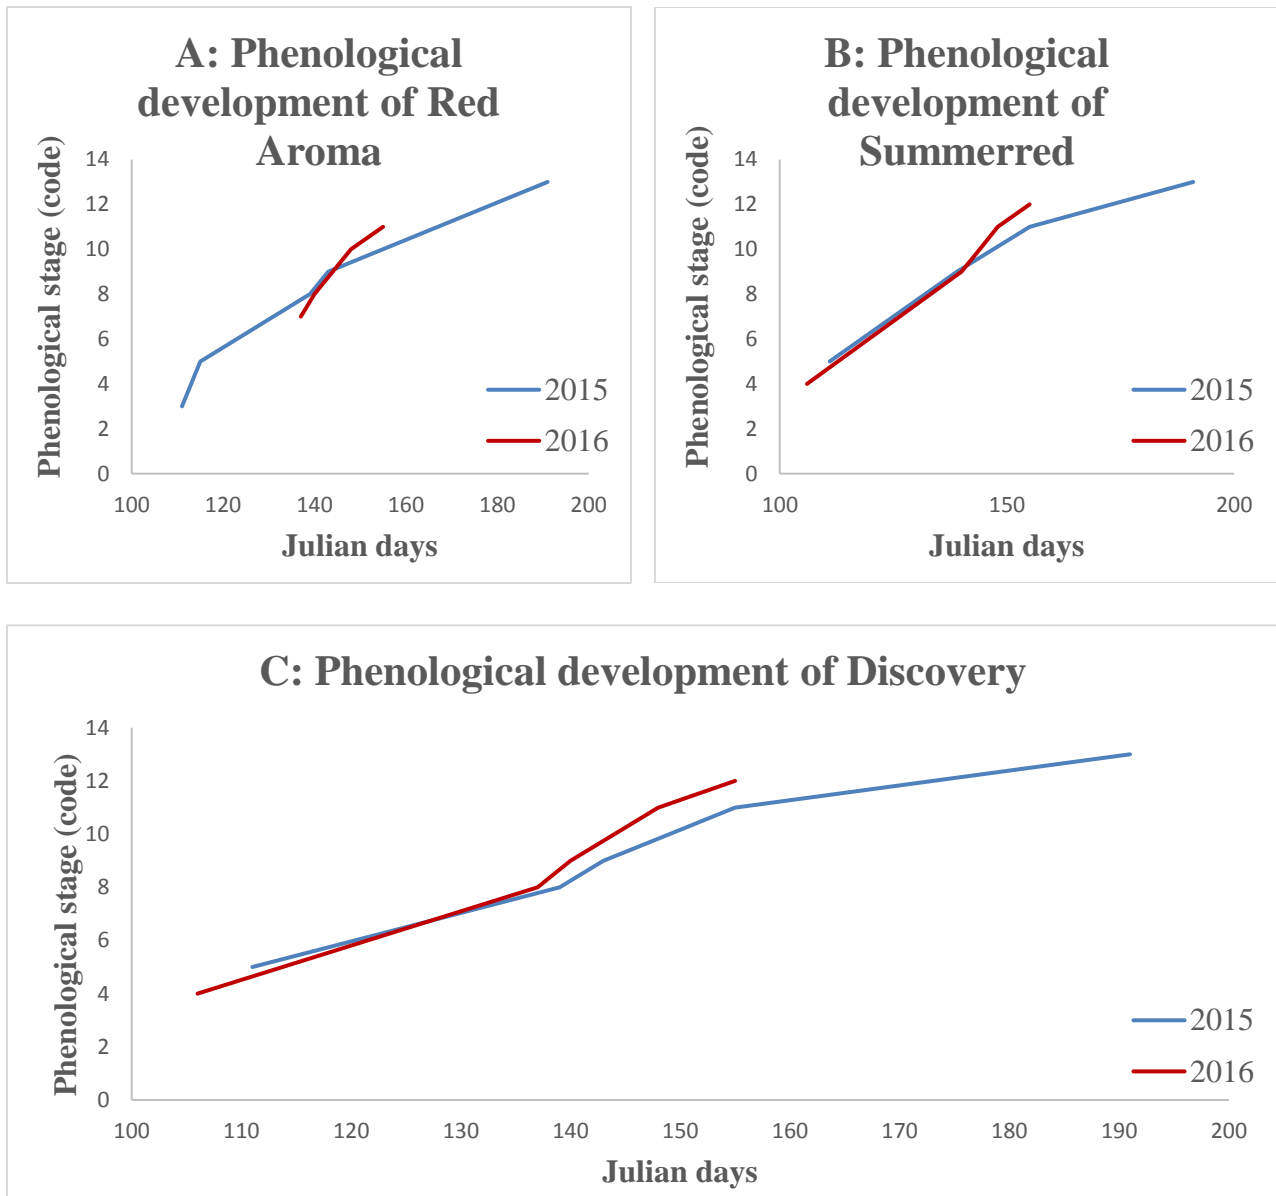 A: Phenological
development of Red
Aroma
Phenological stage (code)
14
12
10
8
6
4
2
0
100 120 140 160 180 200
Julian days
2015
2016
B: Phenological
development of
Summerred
Phenological stage (code)
14
12
10
8
6
4
2
0
100 150 200
Julian days
2015
2016
C: Phenological development of Discovery
Phenological stage (code)
14
12
10
8
6
4
2
0
100 110 120 130 140 150 160 170 180 190 200
Julian days
2015
2016